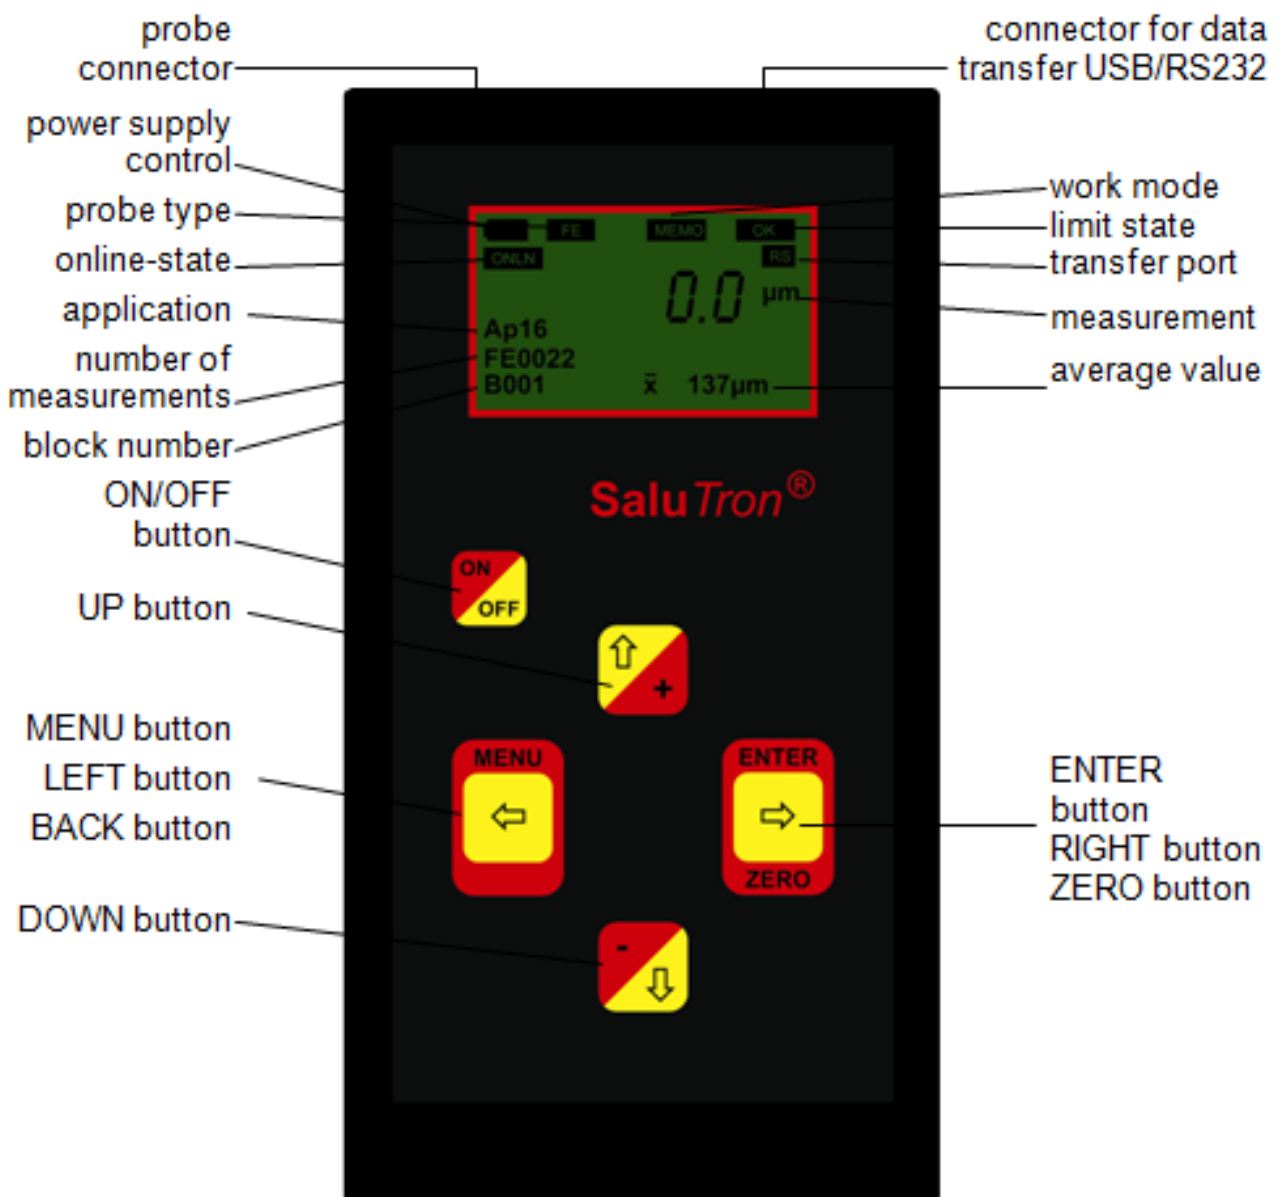 probe
connector
connector for data
transfer USB/RS232
power supply
control
probe type
online-state
application
number of
measurements
block number
ON/OFF
button
UP button
MENU button
LEFT button
BACK button
DOWN button
work mode
limit state
transfer port
measurement
average value
ENTER
button
RIGHT button
ZERO button
FE MEMO OK
ONLN RS
0.0 µm
Ap16
FE0022
B001 x̄ 137µm
SaluTron®
ON
OFF
+
MENU
ENTER
ZERO
-